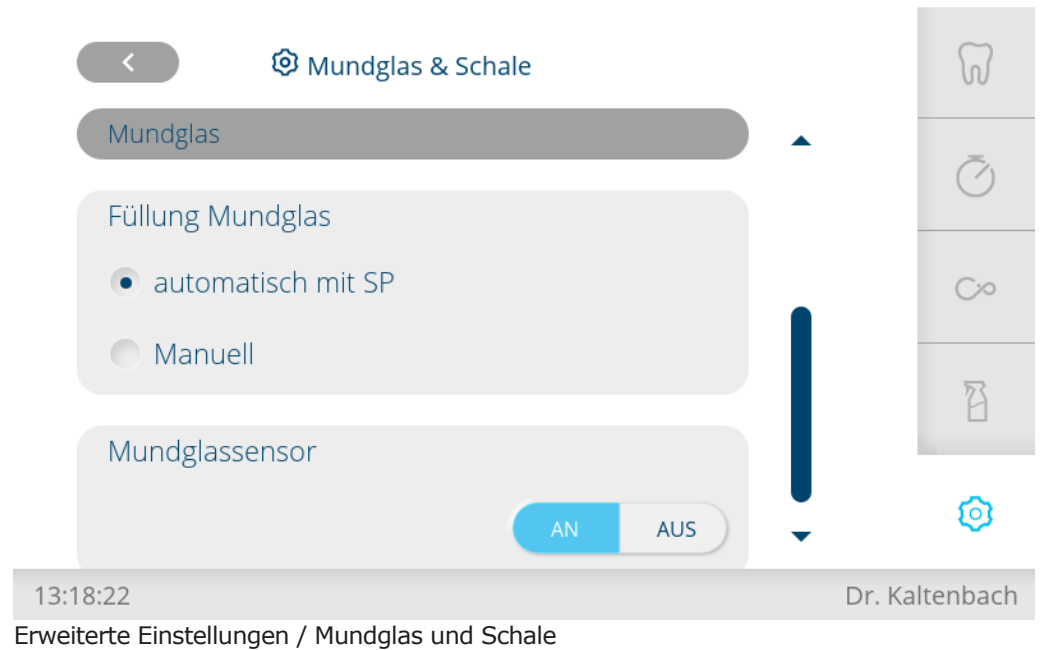 Mundglas & Schale
Mundglas
Füllung Mundglas
automatisch mit SP
Manuell
Mundglassensor
AN AUS
13:18:22 Dr. Kaltenbach
Erweiterte Einstellungen / Mundglas und Schale